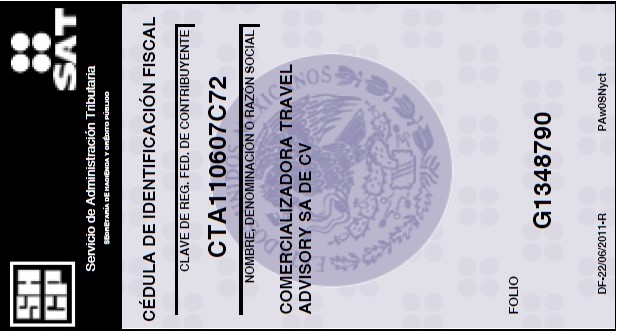 SHCP
SAT
Servicio de Administración Tributaria
SECRETARÍA DE HACIENDA Y CRÉDITO PÚBLICO
CÉDULA DE IDENTIFICACIÓN FISCAL
CLAVE DE REG. FED. DE CONTRIBUYENTE
CTA110607C72
NOMBRE, DENOMINACIÓN O RAZÓN SOCIAL
COMERCIALIZADORA TRAVEL
ADVISORY SA DE CV
FOLIO
G1348790
DF-22/06/2011-R
PAw08Nyct